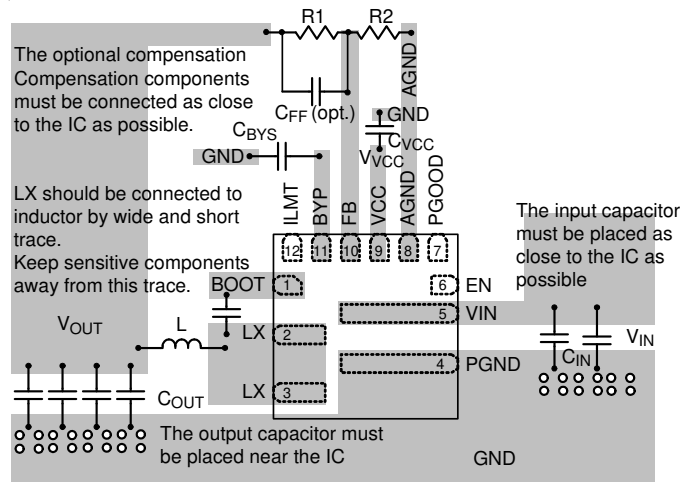 R1 R2
The optional compensation
Compensation components
must be connected as close
to the IC as possible.
AGND
CFF (opt.)
GND
CBYS
CVCC
GND
VVCC
LX should be connected to
inductor by wide and short
trace.
Keep sensitive components
away from this trace.
ILMT
BYP
FB
VCC
AGND
PGOOD
The input capacitor
must be placed as
close to the IC as
possible
12 11 10 9 8 7
BOOT 1
6 EN
5 VIN
VOUT
L
LX 2
CIN
VIN
4 PGND
LX 3
COUT
The output capacitor must
be placed near the IC
GND